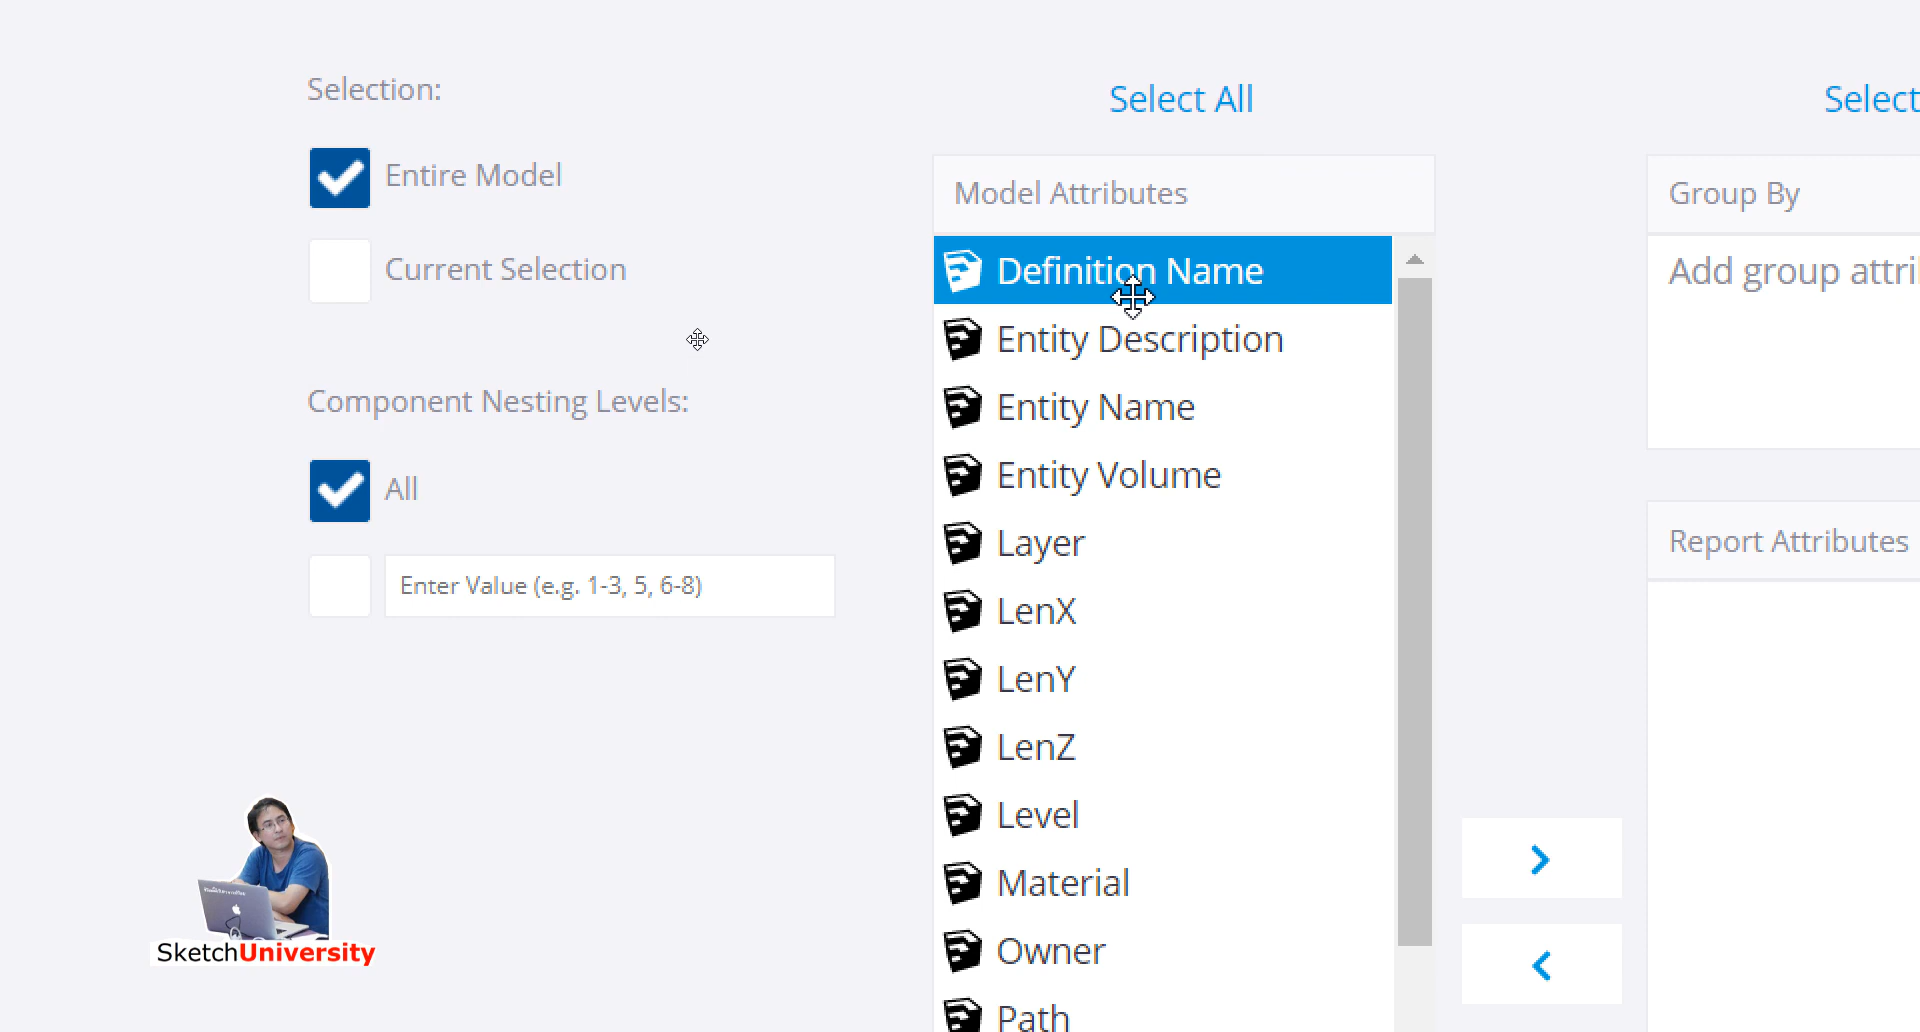 Selection:
Entire Model
Current Selection
Component Nesting Levels:
All
Enter Value (e.g. 1-3, 5, 6-8)
Select All
Model Attributes
Definition Name
Entity Description
Entity Name
Entity Volume
Layer
LenX
LenY
LenZ
Level
Material
Owner
Path
Select
Group By
Add group attri
Report Attributes
SketchUniversity